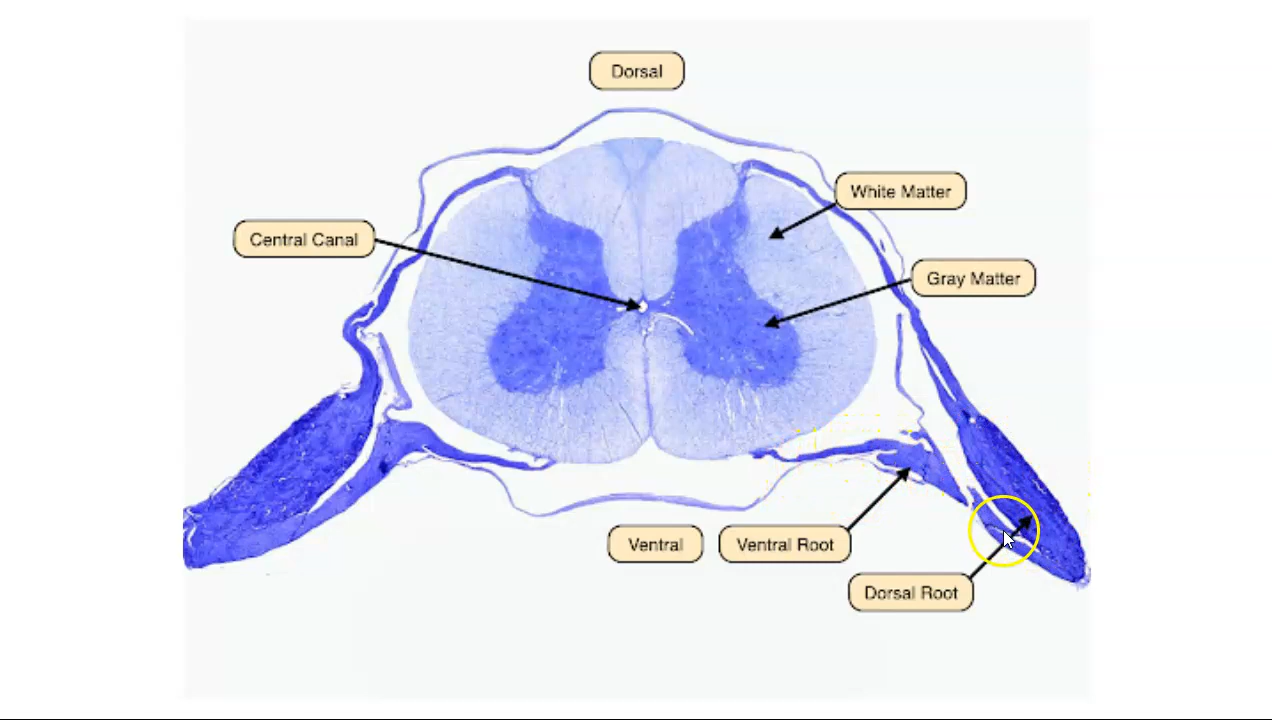 Dorsal
White Matter
Central Canal
Gray Matter
Ventral
Ventral Root
Dorsal Root